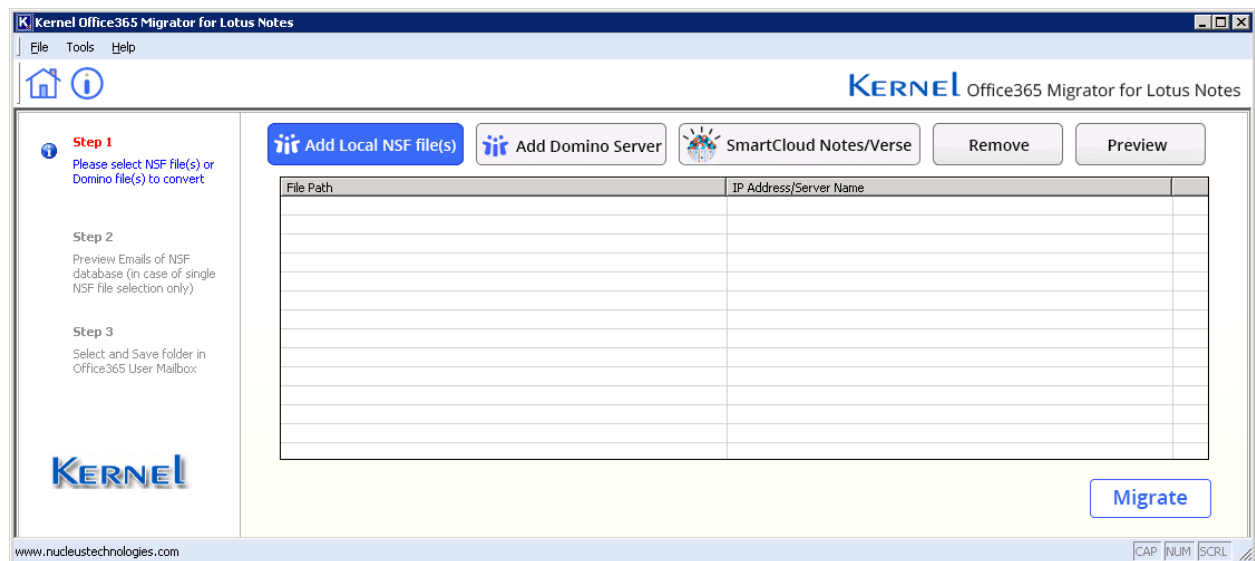 Kernel Office365 Migrator for Lotus Notes
File Tools Help
KERNEL Office365 Migrator for Lotus Notes
Step 1
Please select NSF file(s) or
Domino file(s) to convert
Step 2
Preview Emails of NSF
database (in case of single
NSF file selection only)
Step 3
Select and Save folder in
Office365 User Mailbox
KERNEL
Add Local NSF file(s) Add Domino Server SmartCloud Notes/Verse Remove Preview
File Path IP Address/Server Name
Migrate
www.nucleustechnologies.com CAP NUM SCRL